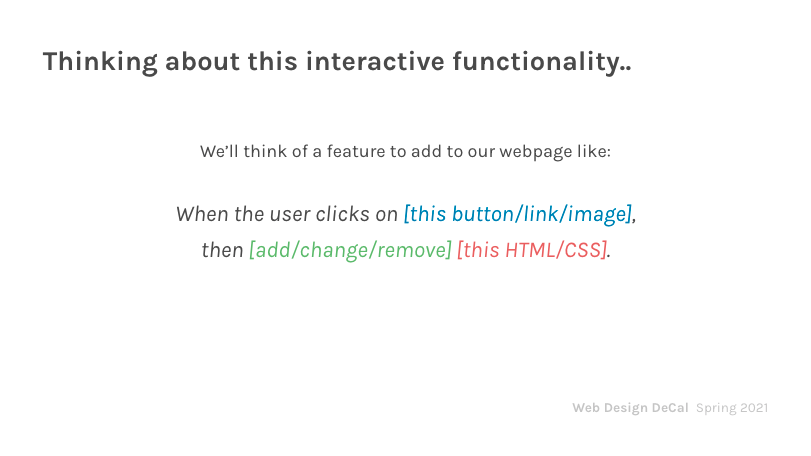 Thinking about this interactive functionality..
We’ll think of a feature to add to our webpage like:
When the user clicks on [this button/link/image],
then [add/change/remove] [this HTML/CSS].
Web Design DeCal Spring 2021